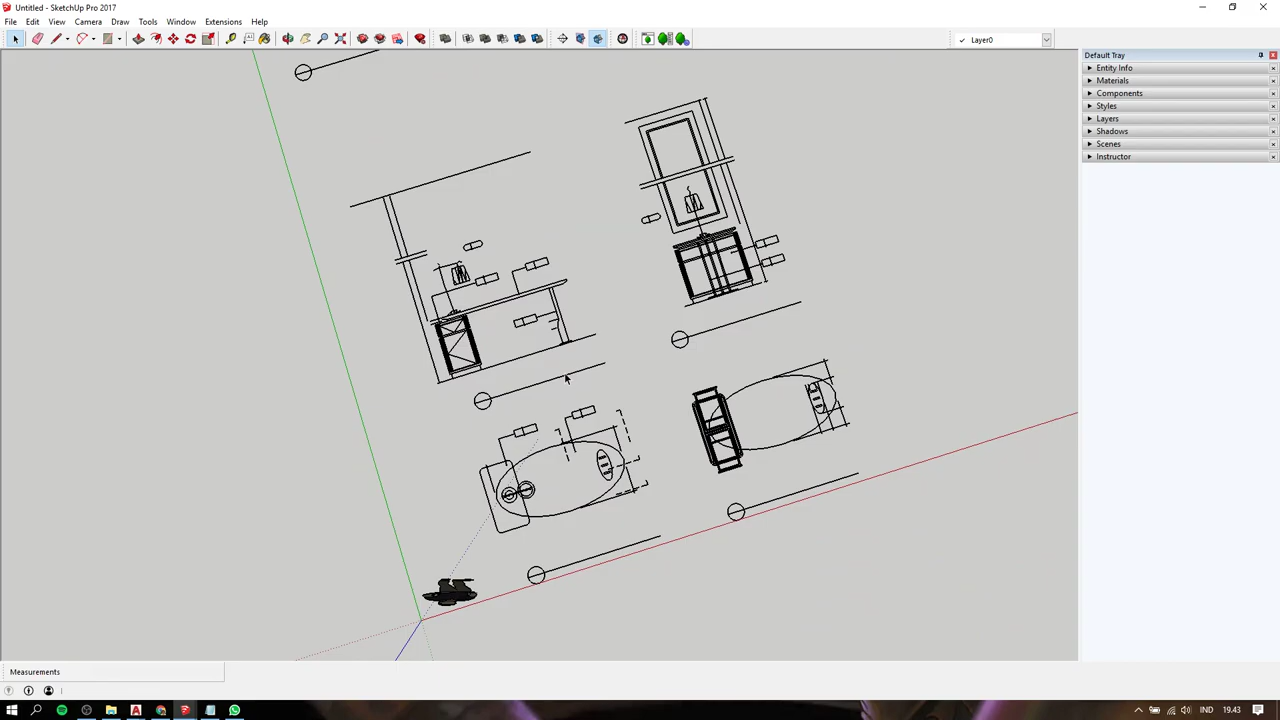 Untitled - SketchUp Pro 2017
File Edit View Camera Draw Tools Window Extensions Help
Layer0
Default Tray
Entity Info
Materials
Components
Styles
Layers
Shadows
Scenes
Instructor
Measurements
IND 19.43